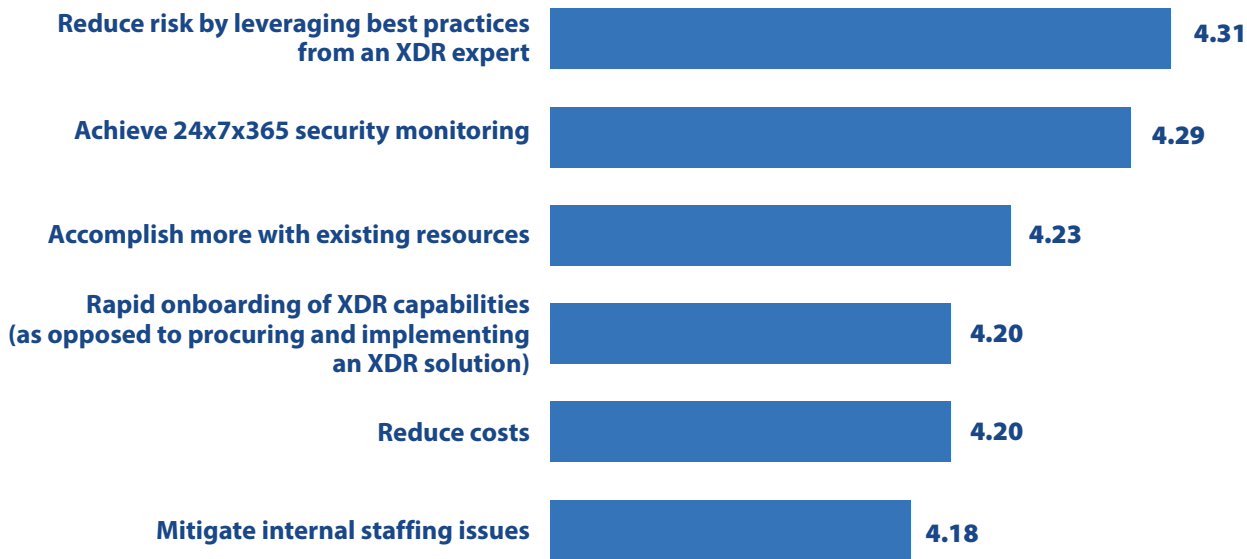 Reduce risk by leveraging best practices
from an XDR expert
4.31
Achieve 24x7x365 security monitoring
4.29
Accomplish more with existing resources
4.23
Rapid onboarding of XDR capabilities
(as opposed to procuring and implementing
an XDR solution)
4.20
Reduce costs
4.20
Mitigate internal staffing issues
4.18